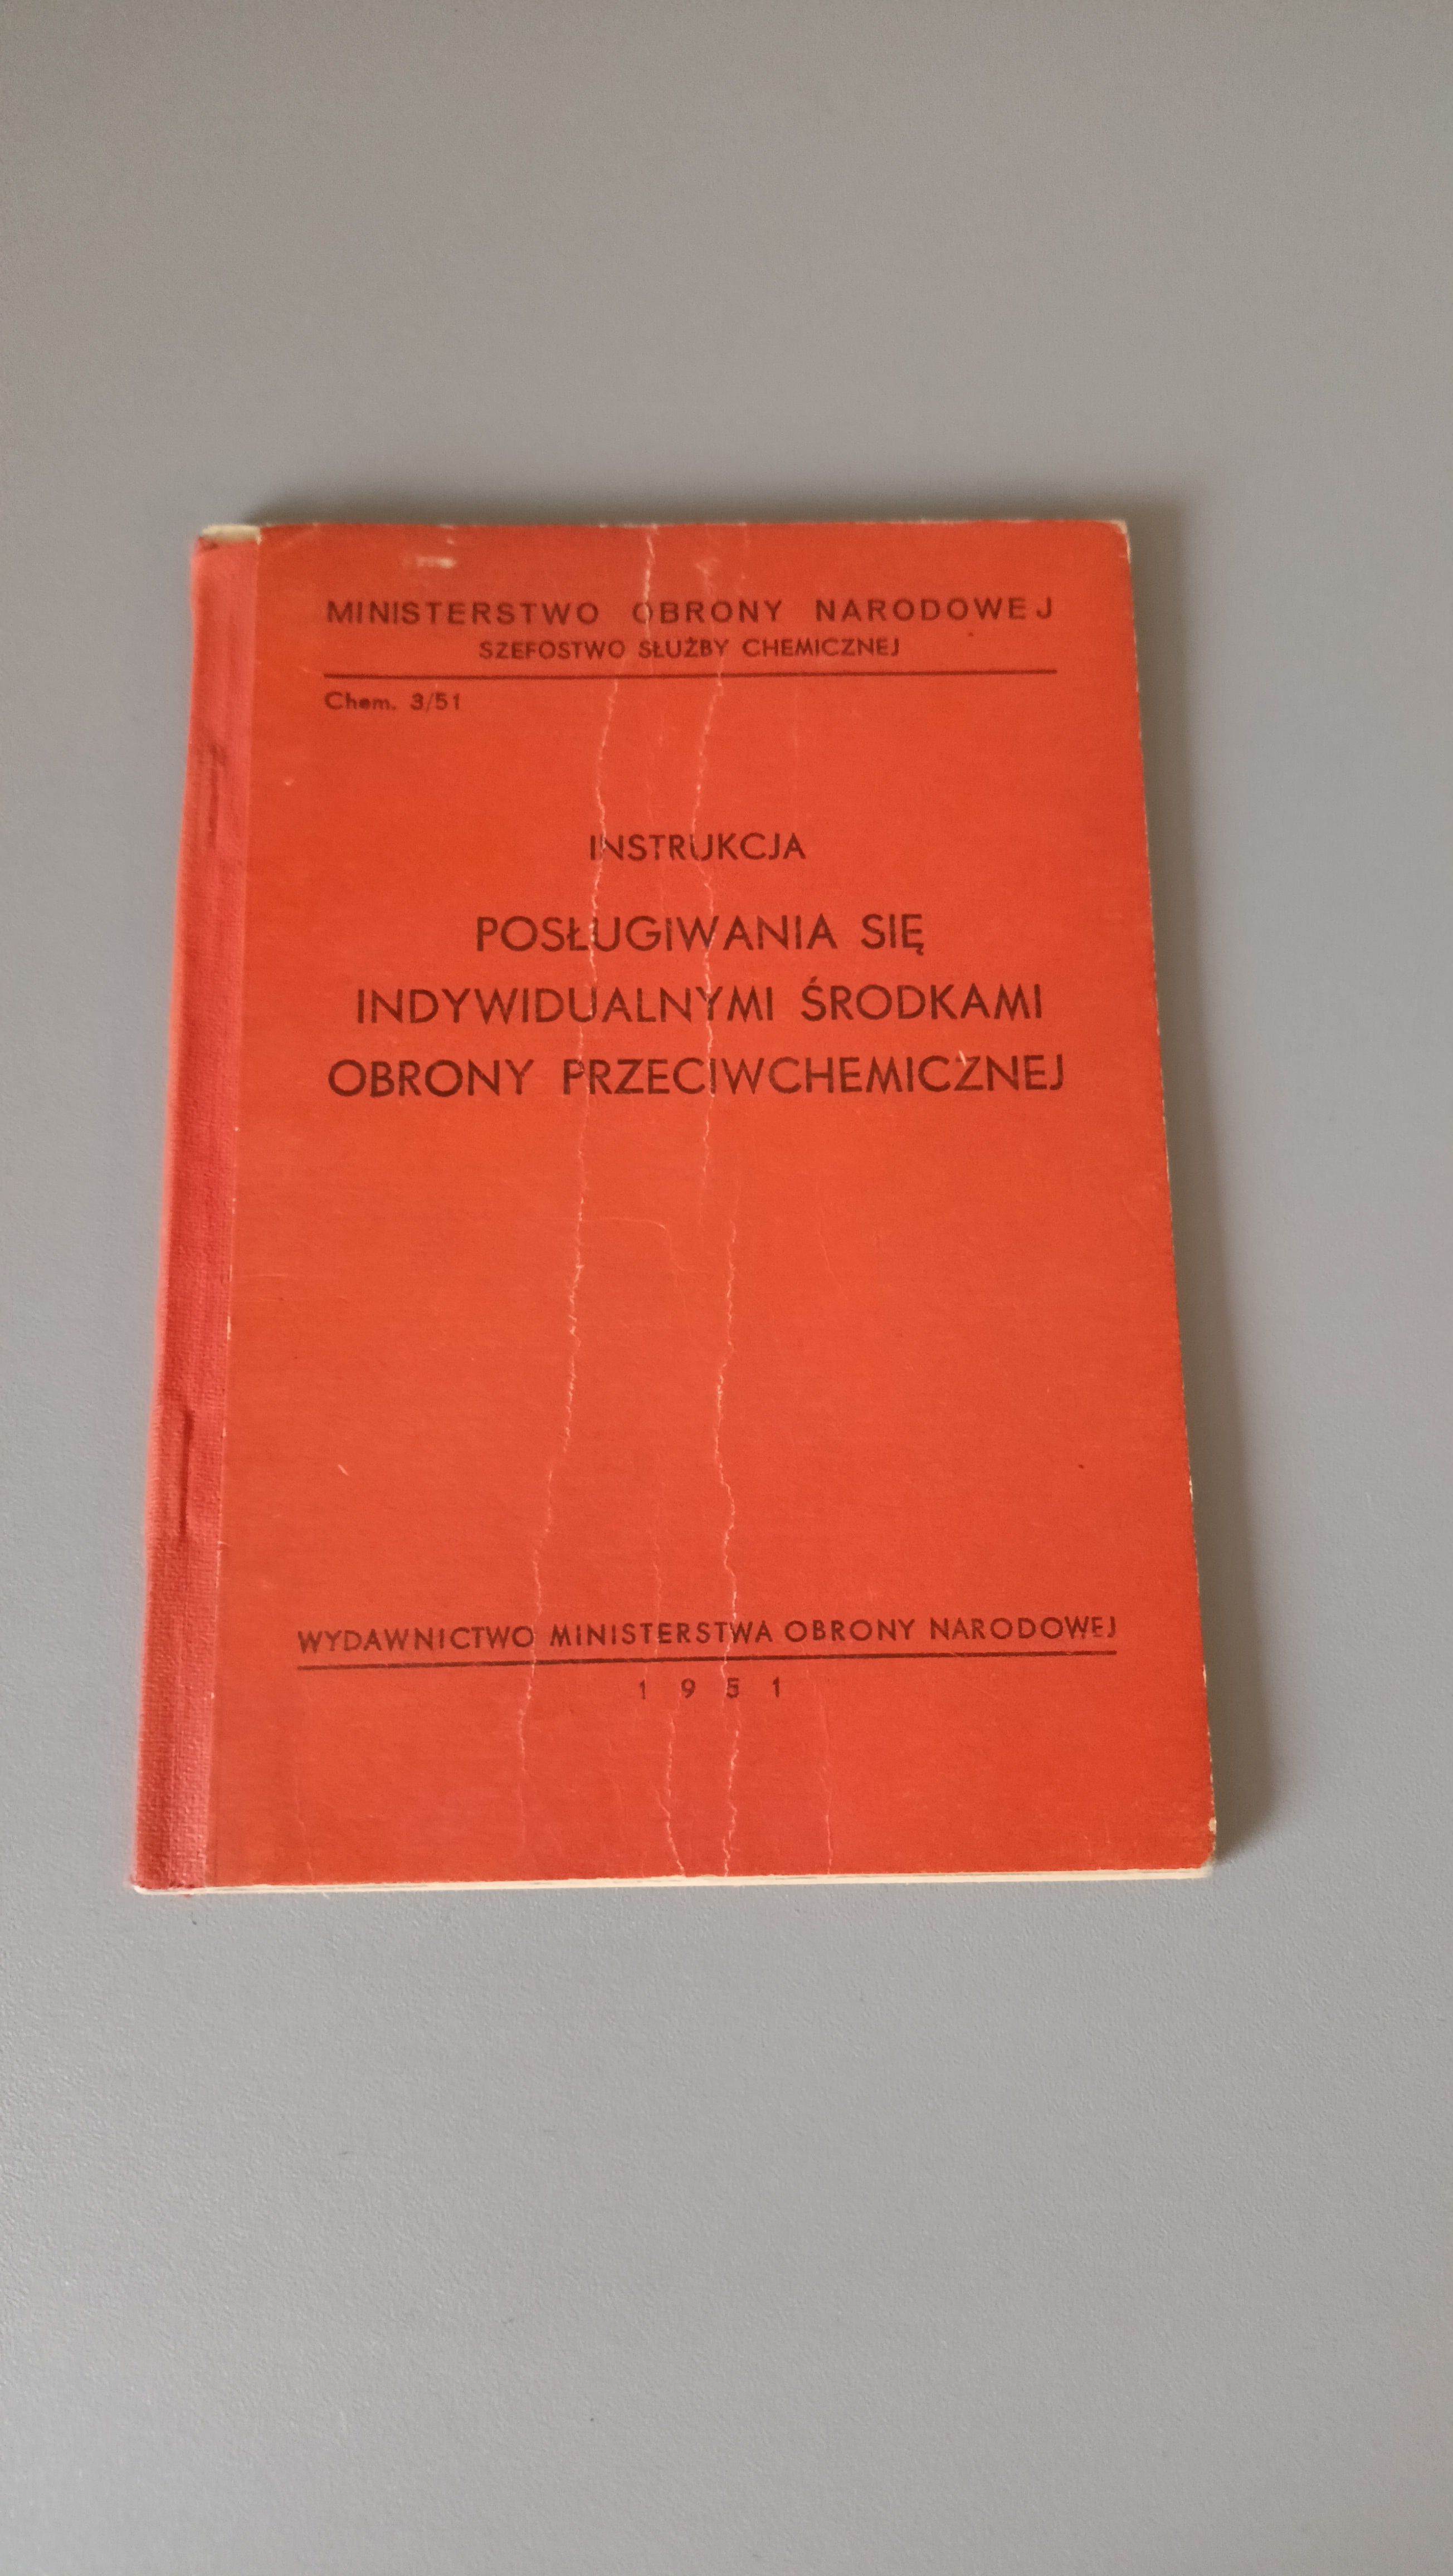 MINISTERSTWO OBRONY NARODOWEJ
SZEFOSTWO SŁUŻBY CHEMICZNEJ
Chem. 3/51
INSTRUKCJA
POSŁUGIWANIA SIĘ
INDYWIDUALNYMI ŚRODKAMI
OBRONY PRZECIWCHEMICZNEJ
WYDAWNICTWO MINISTERSTWA OBRONY NARODOWEJ
1951